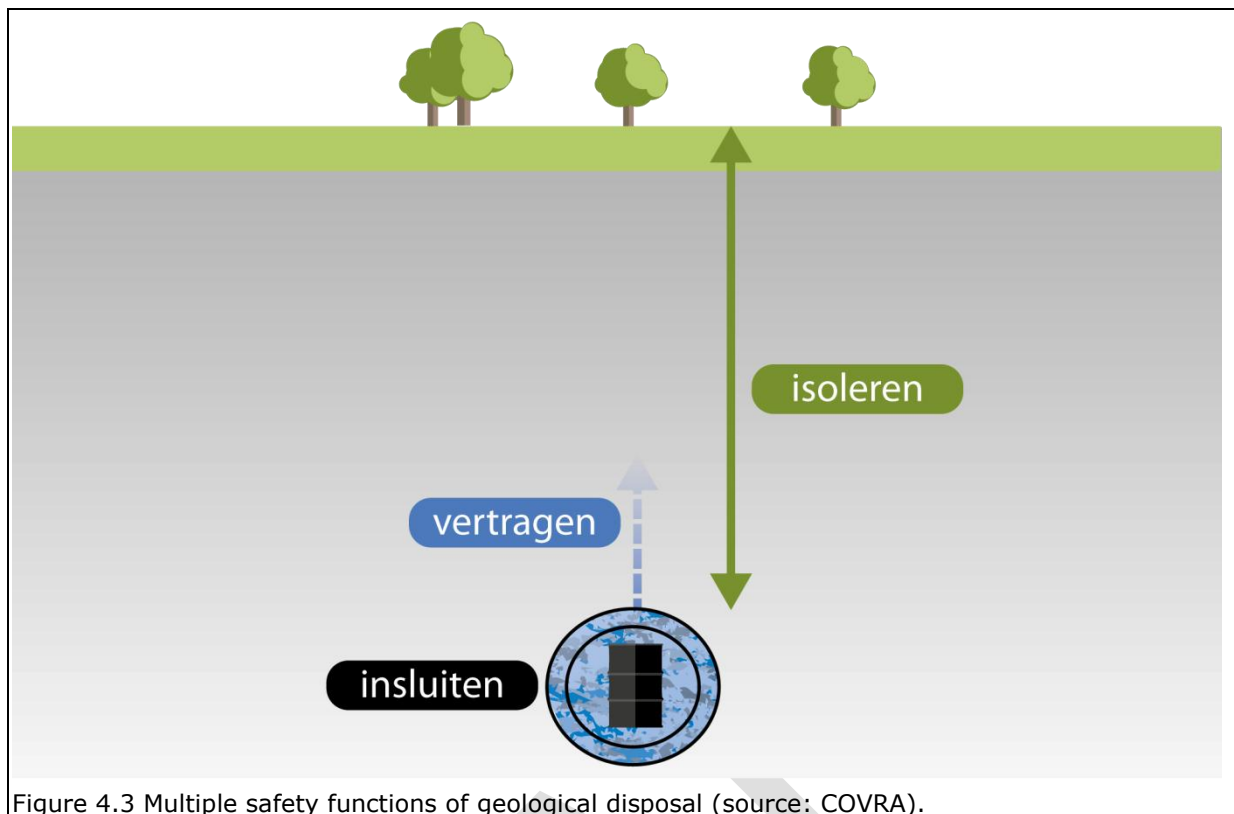 isoleren
vertragen
insluiten
Figure 4.3 Multiple safety functions of geological disposal (source: COVRA).